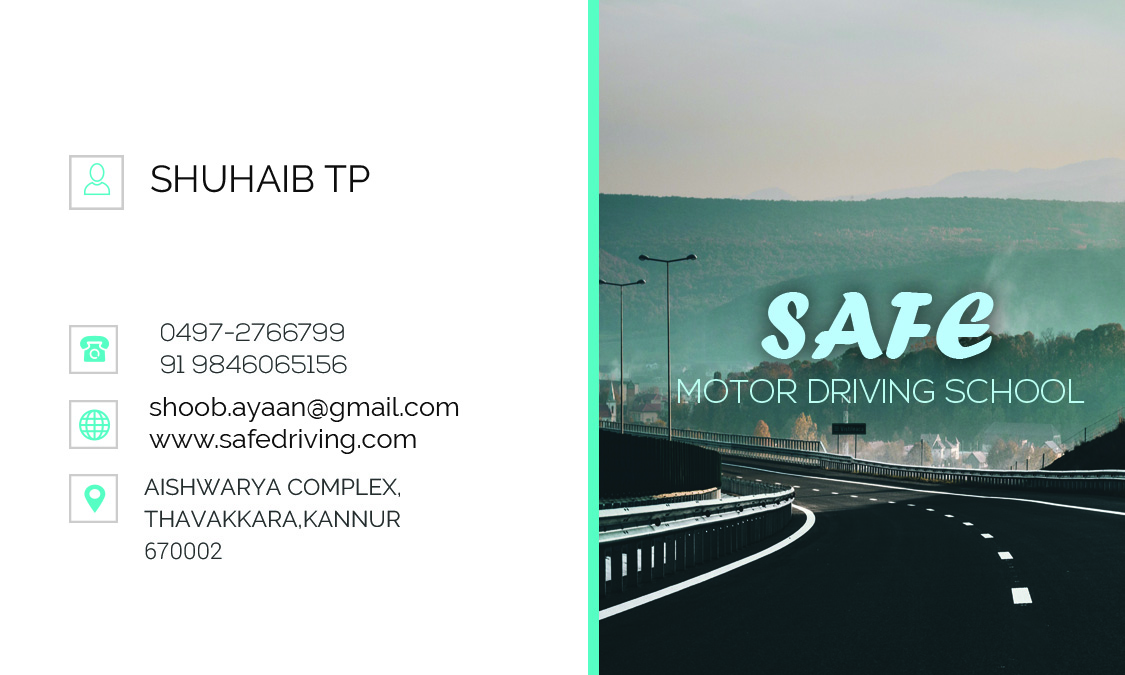 SHUHAIB TP
0497-2766799
91 9846065156
shoob.ayaan@gmail.com
www.safedriving.com
AISHWARYA COMPLEX,
THAVAKKARA,KANNUR
670002
SAFE
MOTOR DRIVING SCHOOL